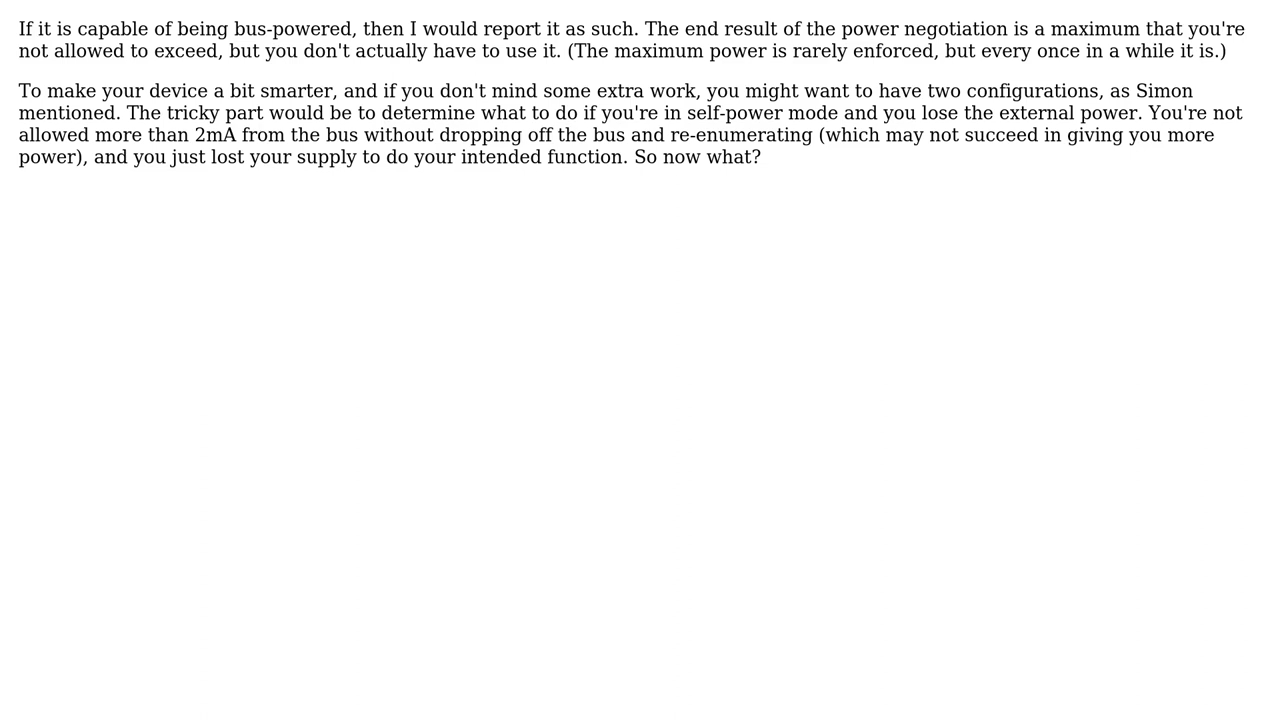 If it is capable of being bus-powered, then I would report it as such. The end result of the power negotiation is a maximum that you're
not allowed to exceed, but you don't actually have to use it. (The maximum power is rarely enforced, but every once in a while it is.)
To make your device a bit smarter, and if you don't mind some extra work, you might want to have two configurations, as Simon
mentioned. The tricky part would be to determine what to do if you're in self-power mode and you lose the external power. You're not
allowed more than 2mA from the bus without dropping off the bus and re-enumerating (which may not succeed in giving you more
power), and you just lost your supply to do your intended function. So now what?